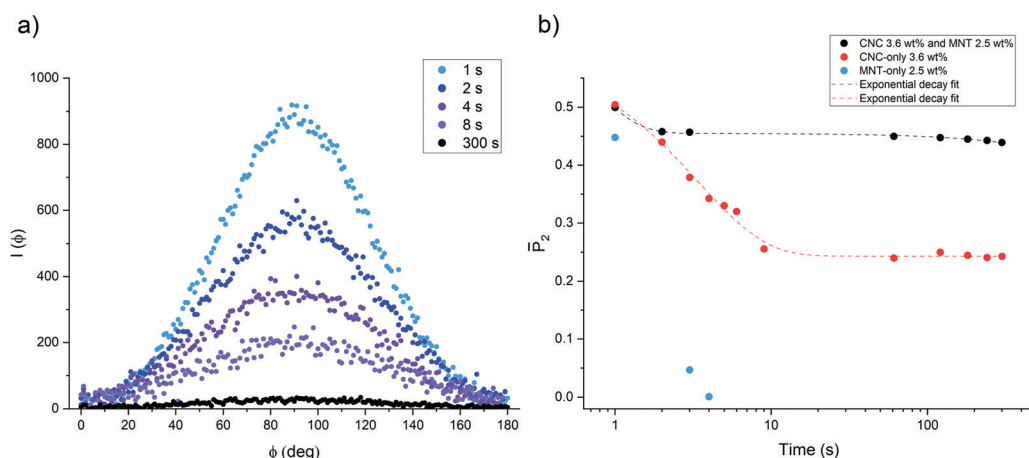 a)
1000
800
600
400
200
0
I (ϕ)
0 20 40 60 80 100 120 140 160 180
ϕ (deg)
1 s
2 s
4 s
8 s
300 s
b)
CNC 3.6 wt% and MNT 2.5 wt%
CNC-only 3.6 wt%
MNT-only 2.5 wt%
Exponential decay fit
Exponential decay fit
0.5
0.4
0.3
0.2
0.1
0.0
P̅₂
1 10 100
Time (s)